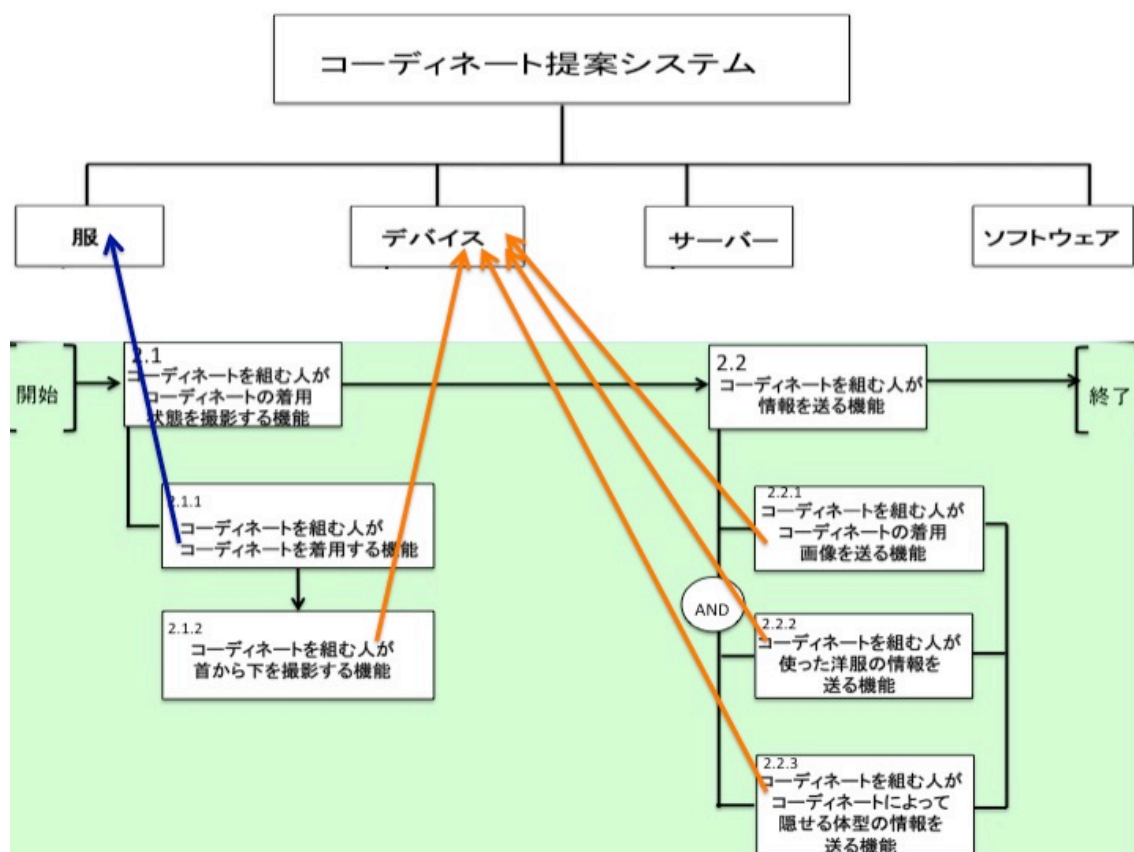 コーディネート提案システム
服
デバイス
サーバー
ソフトウェア
開始
2.1
コーディネートを組む人が
コーディネートの着用
状態を撮影する機能
2.2
コーディネートを組む人が
情報を送る機能
終了
2.1.1
コーディネートを組む人が
コーディネートを着用する機能
2.1.2
コーディネートを組む人が
首から下を撮影する機能
AND
2.2.1
コーディネートを組む人が
コーディネートの着用
画像を送る機能
2.2.2
コーディネートを組む人が
使った洋服の情報を
送る機能
2.2.3
コーディネートを組む人が
コーディネートによって
隠せる体型の情報を
送る機能